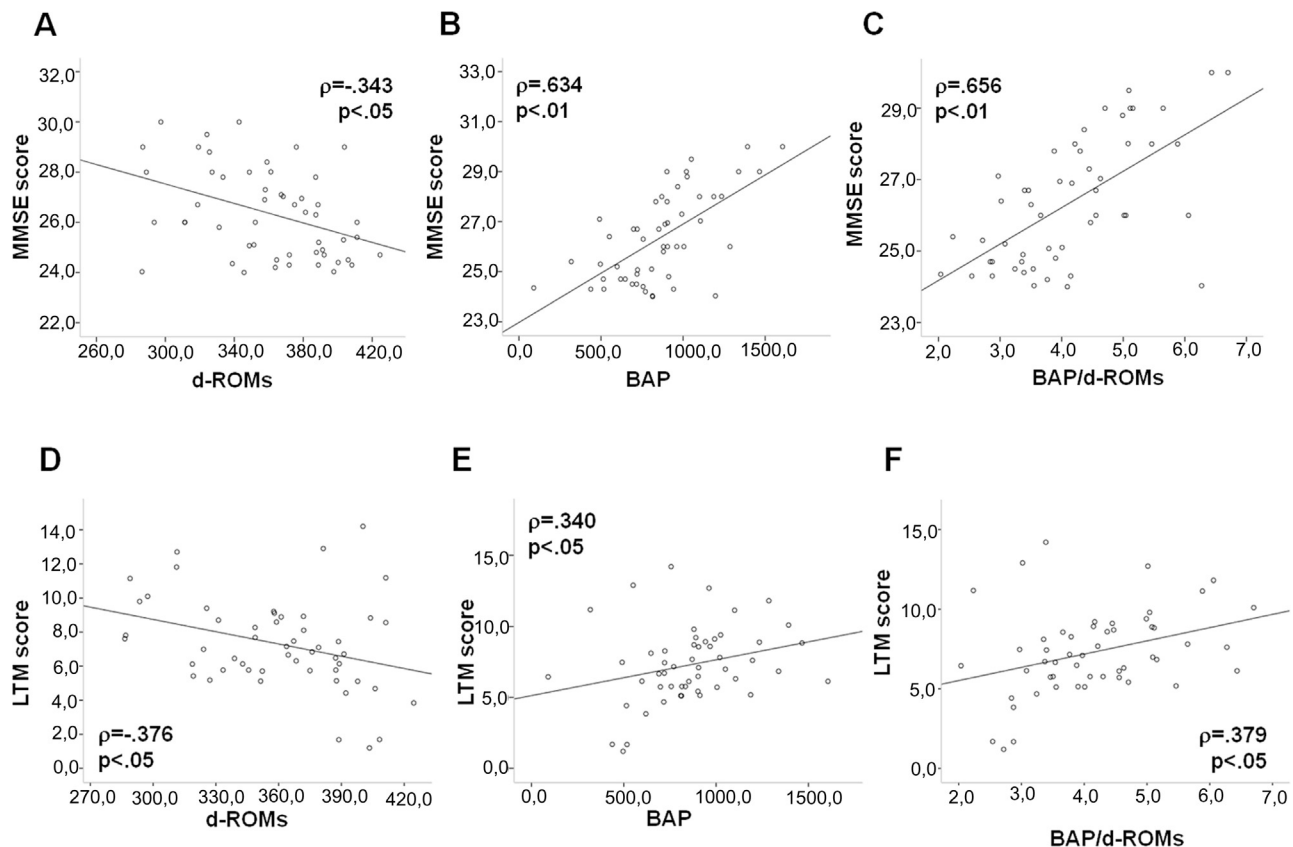 A
ρ=-.343
p<.05
MMSE score
32,0
30,0
28,0
26,0
24,0
22,0
260,0 300,0 340,0 380,0 420,0
d-ROMs
B
ρ=.634
p<.01
MMSE score
33,0
31,0
29,0
27,0
25,0
23,0
0,0 500,0 1000,0 1500,0
BAP
C
ρ=.656
p<.01
MMSE score
29,0
27,0
25,0
23,0
2,0 3,0 4,0 5,0 6,0 7,0
BAP/d-ROMs
D
LTM score
14,0
12,0
10,0
8,0
6,0
4,0
2,0
0,0
ρ=-.376
p<.05
270,0 300,0 330,0 360,0 390,0 420,0
d-ROMs
E
ρ=.340
p<.05
LTM score
15,0
10,0
5,0
0,0
0,0 500,0 1000,0 1500,0
BAP
F
LTM score
15,0
10,0
5,0
0,0
ρ=.379
p<.05
2,0 3,0 4,0 5,0 6,0 7,0
BAP/d-ROMs